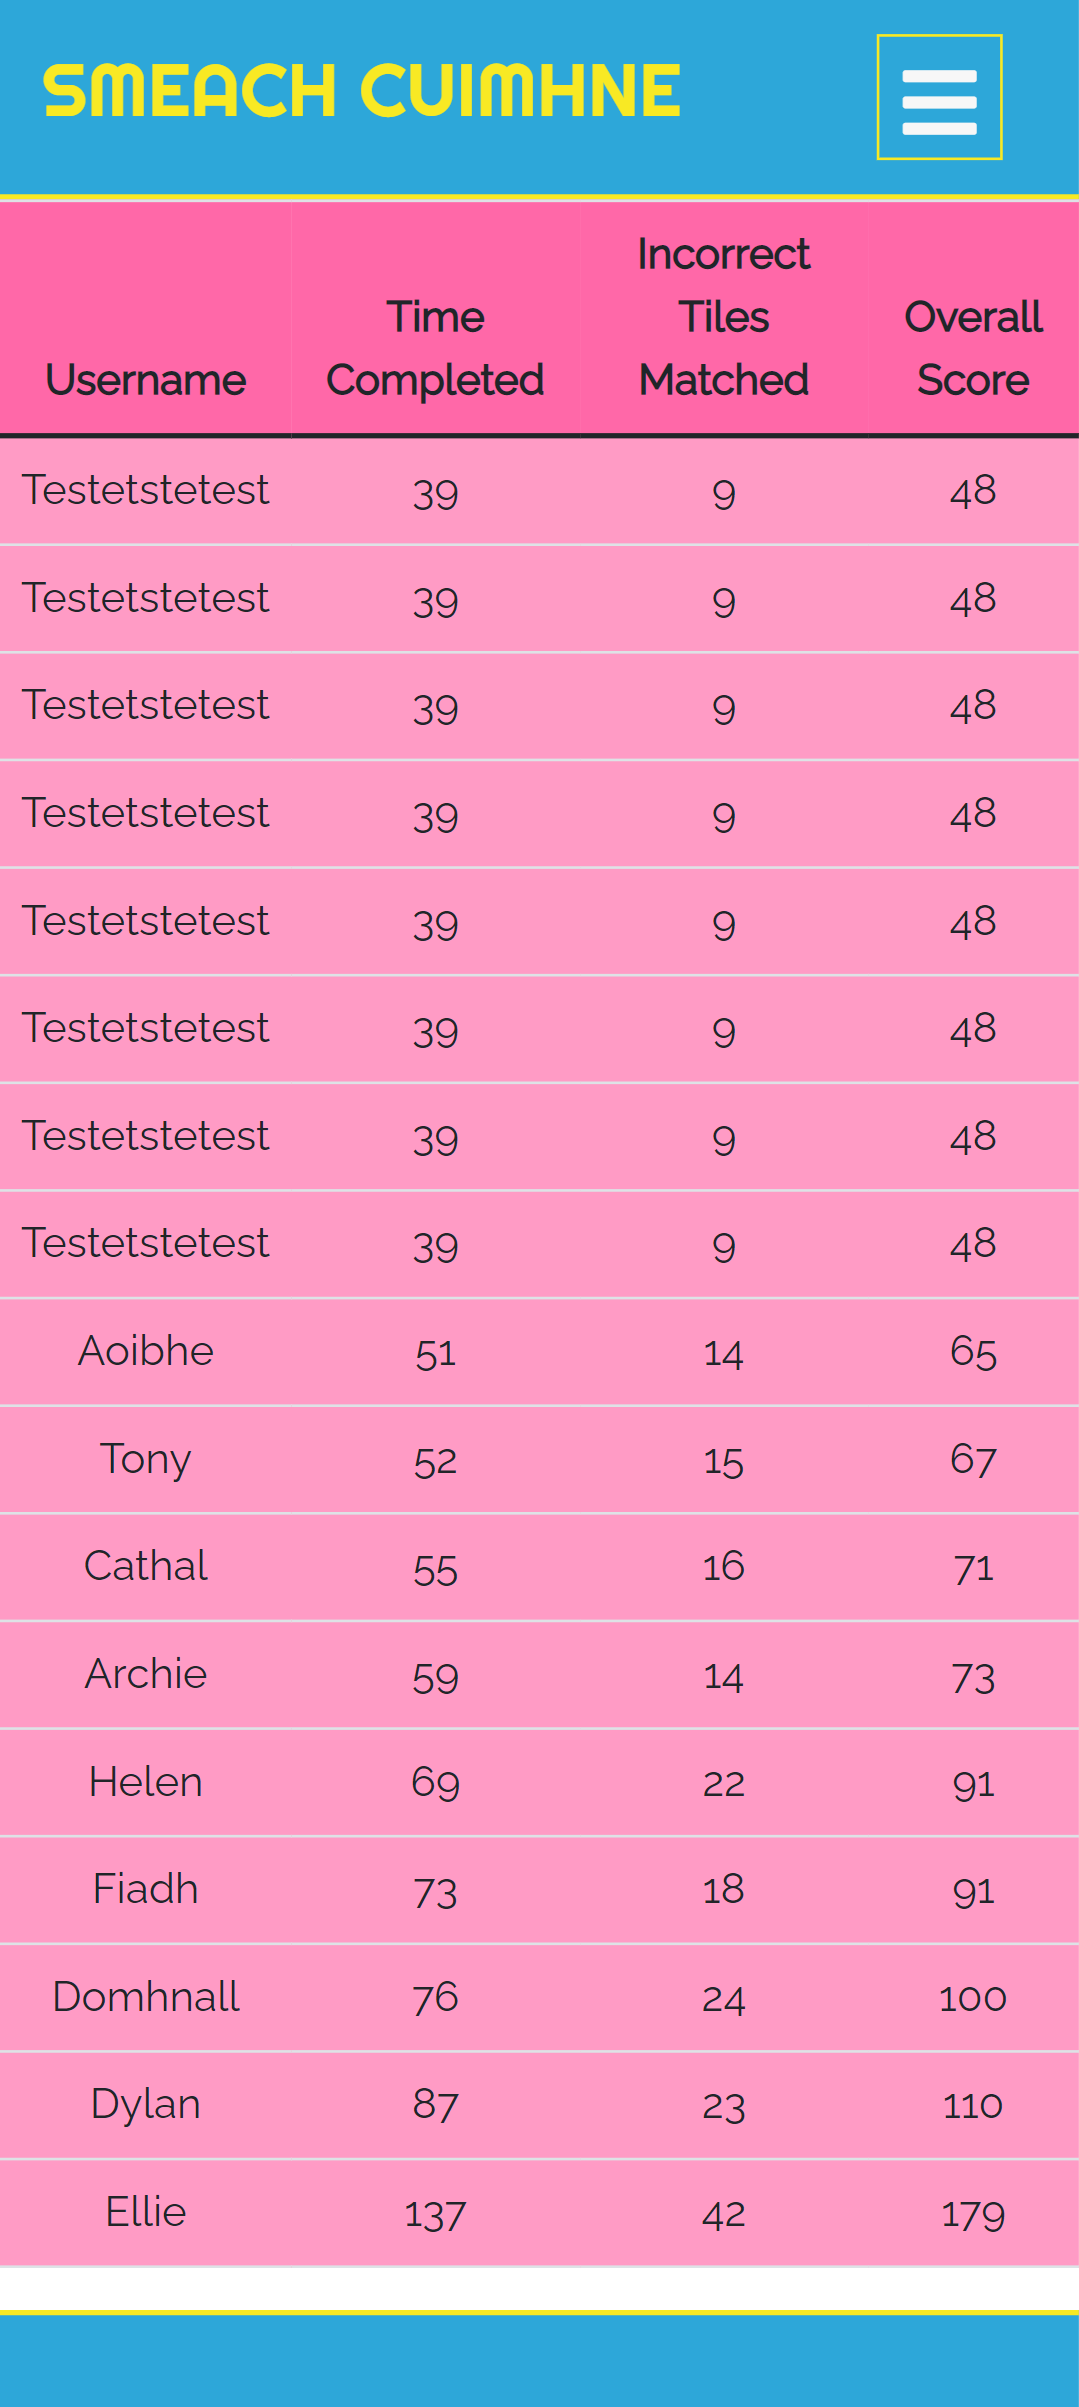 SMEACH CUIMHNE
Username Time Completed Incorrect Tiles Matched Overall Score
Testetstetest 39 9 48
Testetstetest 39 9 48
Testetstetest 39 9 48
Testetstetest 39 9 48
Testetstetest 39 9 48
Testetstetest 39 9 48
Testetstetest 39 9 48
Testetstetest 39 9 48
Aoibhe 51 14 65
Tony 52 15 67
Cathal 55 16 71
Archie 59 14 73
Helen 69 22 91
Fiadh 73 18 91
Domhnall 76 24 100
Dylan 87 23 110
Ellie 137 42 179